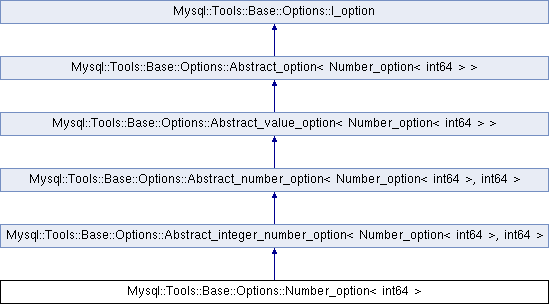 Mysql::Tools::Base::Options::I_option
Mysql::Tools::Base::Options::Abstract_option< Number_option< int64 > >
Mysql::Tools::Base::Options::Abstract_value_option< Number_option< int64 > >
Mysql::Tools::Base::Options::Abstract_number_option< Number_option< int64 >, int64 >
Mysql::Tools::Base::Options::Abstract_integer_number_option< Number_option< int64 >, int64 >
Mysql::Tools::Base::Options::Number_option< int64 >